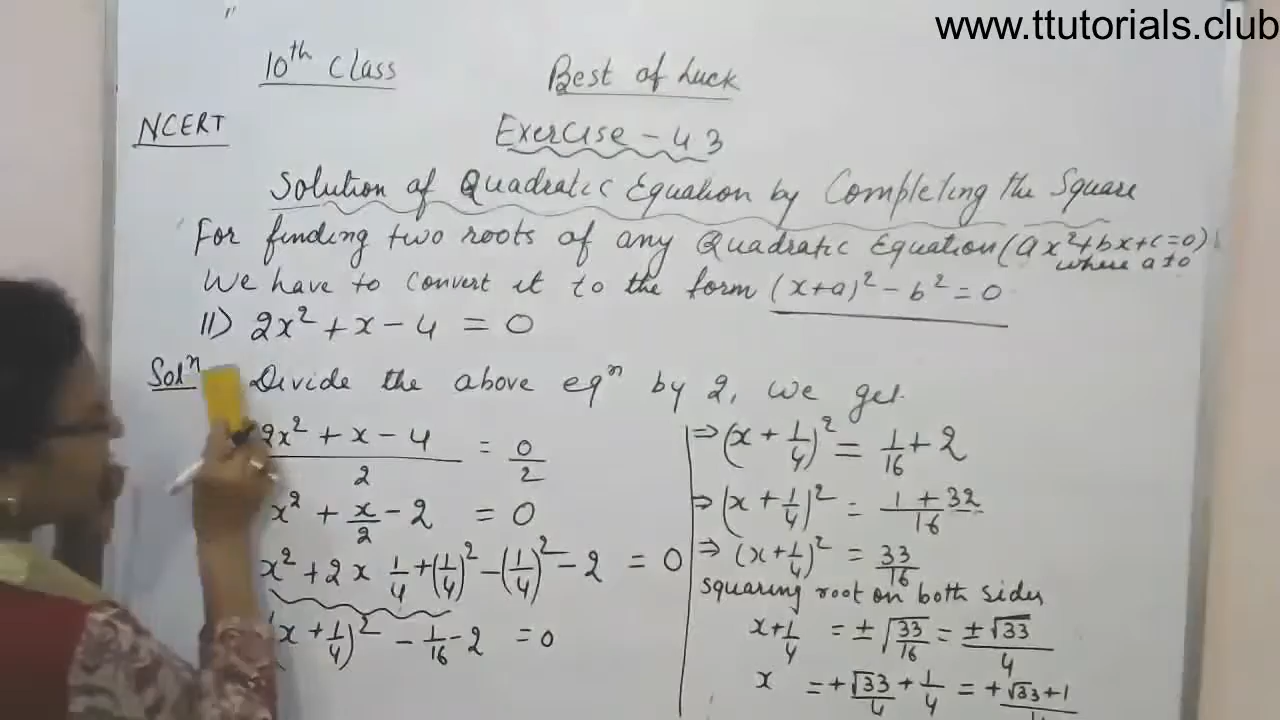 www.ttutorials.club
10th Class
Best of Luck
NCERT
Exercise - 4 3
Solution of Quadratic Equation by Completing the Square
For finding two roots of any Quadratic Equation (ax²+bx+c=0)
where a≠0
We have to convert it to the form (x+a)² - b² = 0
II) 2x² + x - 4 = 0
Solⁿ Divide the above eqⁿ by 2, we get
(2x² + x - 4)/2 = 0/2
x² + x/2 - 2 = 0
x² + 2 x 1/4 + (1/4)² - (1/4)² - 2 = 0
(x + 1/4)² - 1/16 - 2 = 0
⇒ (x + 1/4)² = 1/16 + 2
⇒ (x + 1/4)² = (1 + 32)/16
⇒ (x + 1/4)² = 33/16
squaring root on both sides
x + 1/4 = ± √(33/16) = ±√33/4
x = +√33/4 + 1/4 = +√33+1